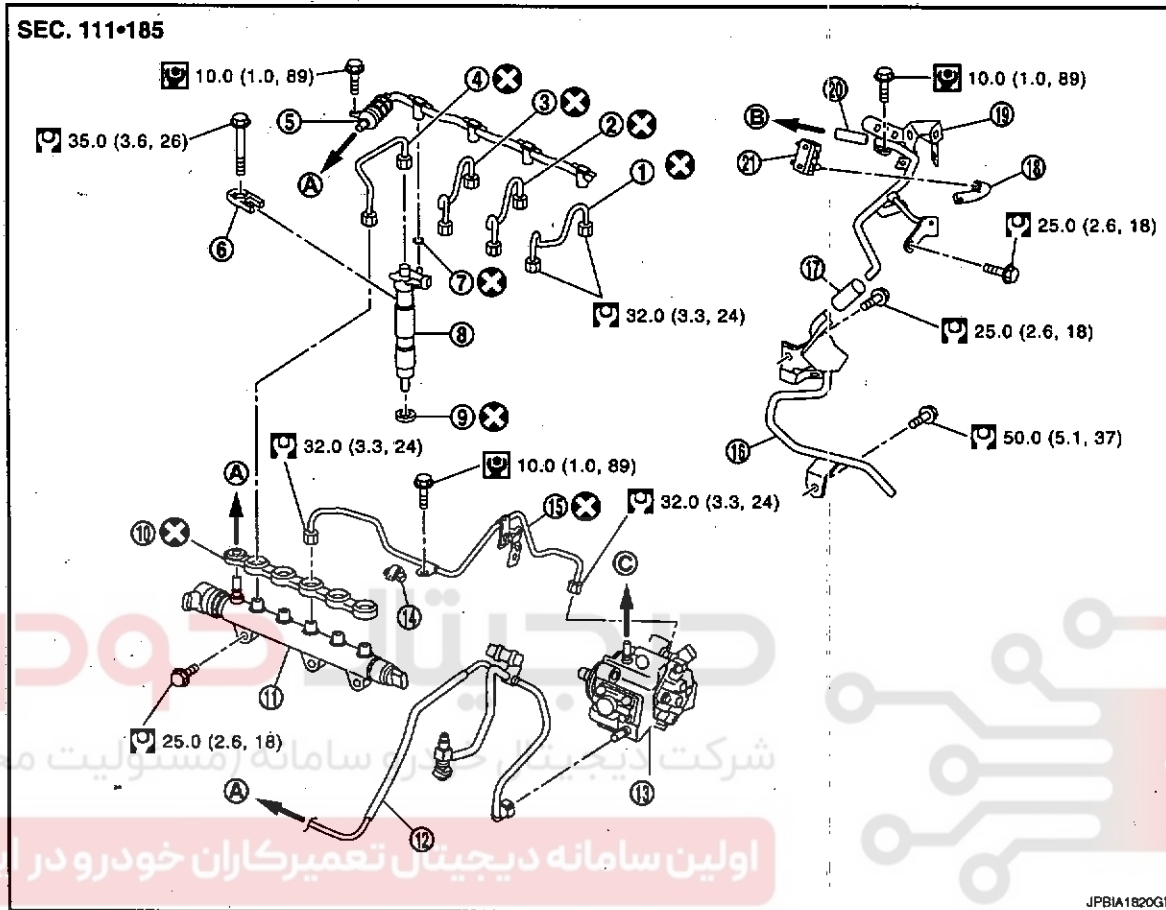 SEC. 111•185
10.0 (1.0, 89)
35.0 (3.6, 26)
4
5
3
2
1
A
6
7
32.0 (3.3, 24)
8
9
20
10.0 (1.0, 89)
19
B
21
18
25.0 (2.6, 18)
17
25.0 (2.6, 18)
50.0 (5.1, 37)
16
32.0 (3.3, 24)
10.0 (1.0, 89)
32.0 (3.3, 24)
15
A
10
14
C
11
25.0 (2.6, 18)
13
A
12
دیجیتال خودر
شرکت دیجیتال خودرو سامانه (مسئولیت
اولین سامانه دیجیتال تعمیرکاران خودرو در